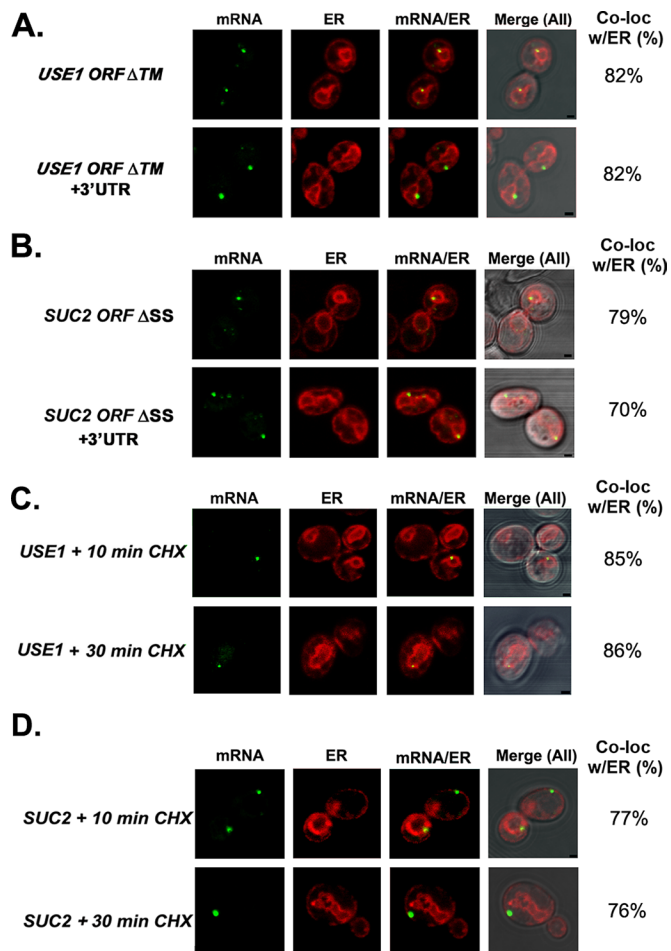 A.
mRNA ER mRNA/ER Merge (All) Co-loc
w/ER (%)
USE1 ORF ΔTM 82%
USE1 ORF ΔTM
+3'UTR 82%
B.
mRNA ER mRNA/ER Merge (All) Co-loc
w/ER (%)
SUC2 ORF ΔSS 79%
SUC2 ORF ΔSS
+3'UTR 70%
C.
mRNA ER mRNA/ER Merge (All) Co-loc
w/ER (%)
USE1 + 10 min CHX 85%
USE1 + 30 min CHX 86%
D.
mRNA ER mRNA/ER Merge (All) Co-loc
w/ER (%)
SUC2 + 10 min CHX 77%
SUC2 + 30 min CHX 76%